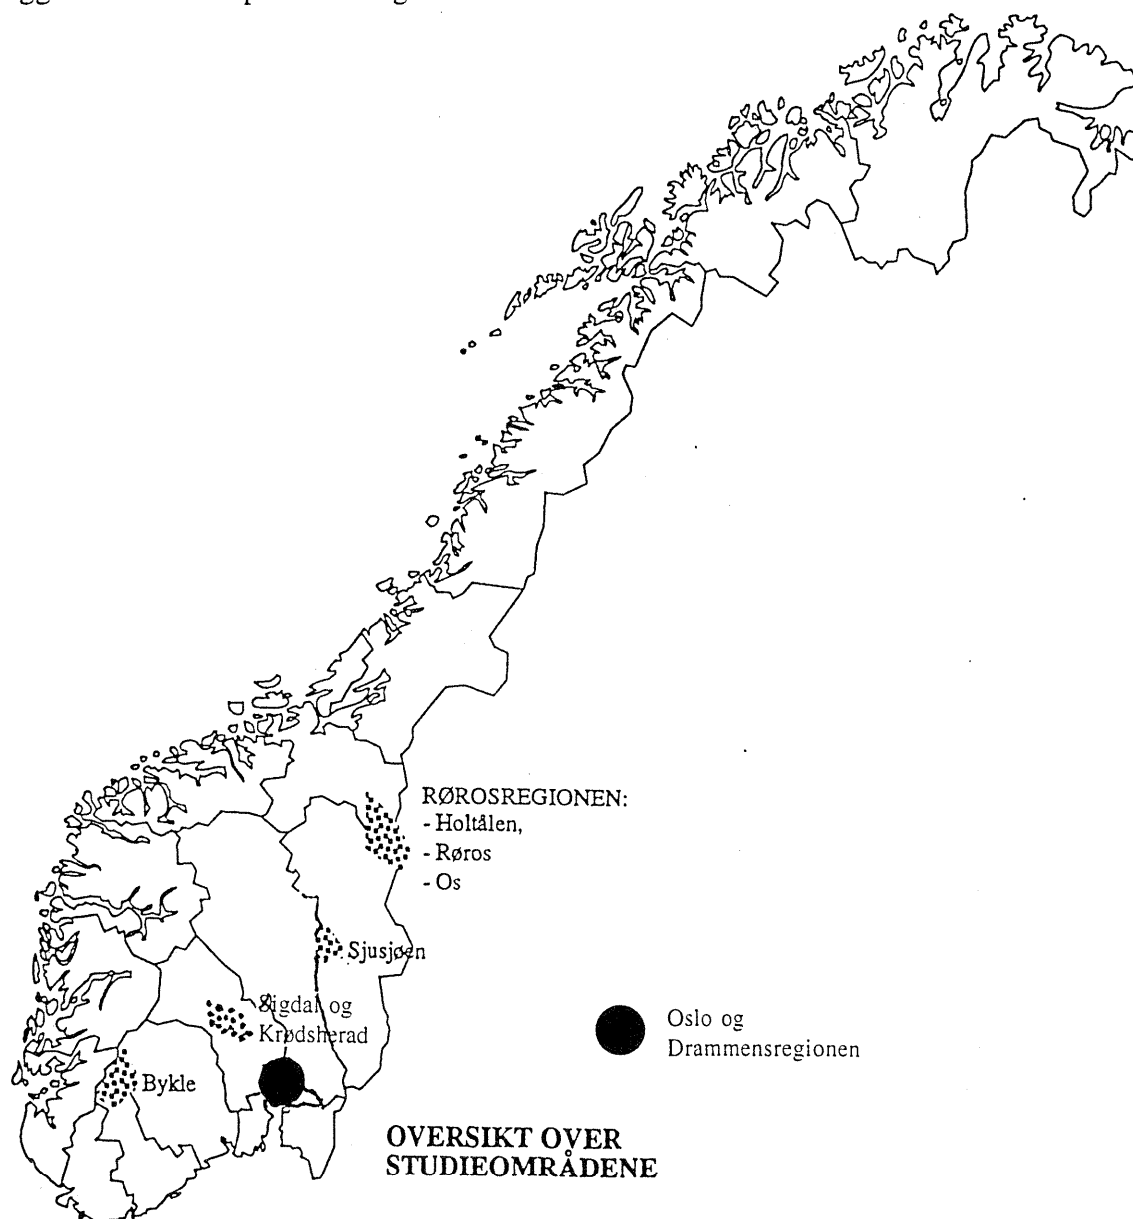 RØROSREGIONEN:
- Holtålen,
- Røros
- Os
Sjusjøen
Sigdal og
Krødsherad
Bykle
Oslo og
Drammensregionen
OVERSIKT OVER
STUDIEOMRÅDENE